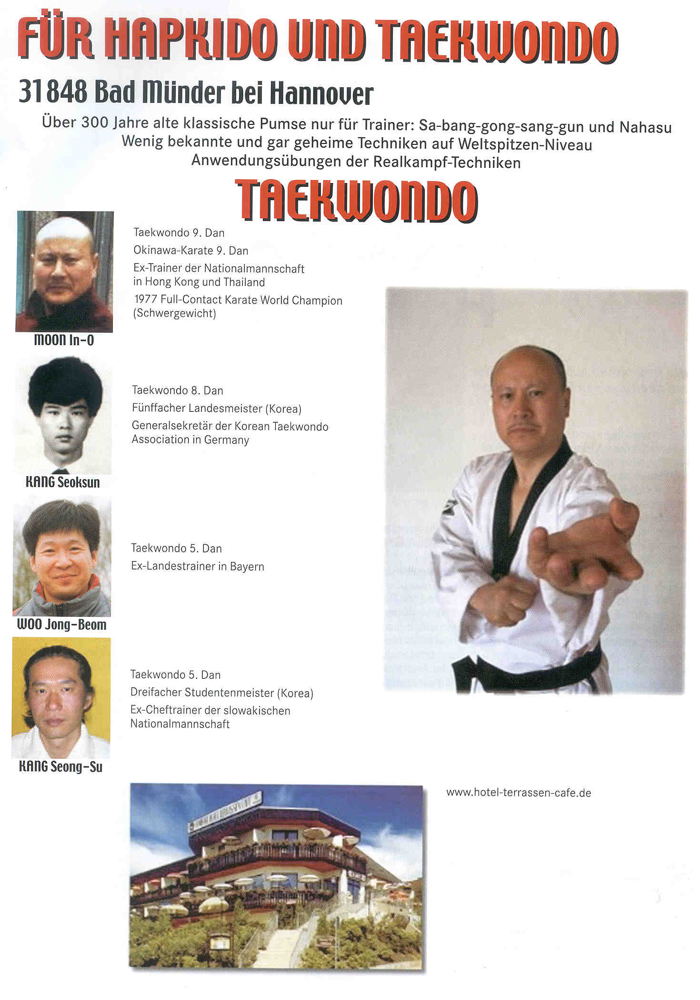 FÜR HAPKIDO UND TAEKWONDO
31848 Bad Münder bei Hannover
Über 300 Jahre alte klassische Pumse nur für Trainer: Sa-bang-gong-sang-gun und Nahasu
Wenig bekannte und gar geheime Techniken auf Weltspitzen-Niveau
Anwendungsübungen der Realkampf-Techniken
TAEKWONDO
Taekwondo 9. Dan
Okinawa-Karate 9. Dan
Ex-Trainer der Nationalmannschaft
in Hong Kong und Thailand
1977 Full-Contact Karate World Champion
(Schwergewicht)
MOON In-O
Taekwondo 8. Dan
Fünffacher Landesmeister (Korea)
Generalsekretär der Korean Taekwondo
Association in Germany
KANG Seoksun
Taekwondo 5. Dan
Ex-Landestrainer in Bayern
WOO Jong-Beom
Taekwondo 5. Dan
Dreifacher Studentenmeister (Korea)
Ex-Cheftrainer der slowakischen
Nationalmannschaft
KANG Seong-Su
www.hotel-terrassen-cafe.de